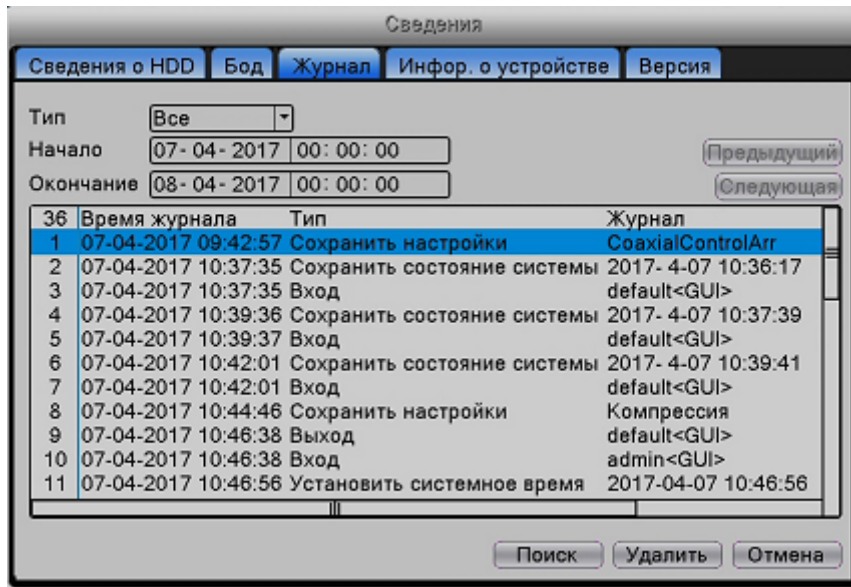 Сведения
Сведения о HDD Бод Журнал Инфор. о устройстве Версия
Тип Все
Начало 07- 04- 2017 00: 00: 00 Предыдущий
Окончание 08- 04- 2017 00: 00: 00 Следующая
36 Время журнала Тип Журнал
1 07-04-2017 09:42:57 Сохранить настройки CoaxialControlArr
2 07-04-2017 10:37:35 Сохранить состояние системы 2017- 4-07 10:36:17
3 07-04-2017 10:37:35 Вход default<GUI>
4 07-04-2017 10:39:36 Сохранить состояние системы 2017- 4-07 10:37:39
5 07-04-2017 10:39:37 Вход default<GUI>
6 07-04-2017 10:42:01 Сохранить состояние системы 2017- 4-07 10:39:41
7 07-04-2017 10:42:01 Вход default<GUI>
8 07-04-2017 10:44:46 Сохранить настройки Компрессия
9 07-04-2017 10:46:38 Выход default<GUI>
10 07-04-2017 10:46:38 Вход admin<GUI>
11 07-04-2017 10:46:56 Установить системное время 2017-04-07 10:46:56
Поиск Удалить Отмена